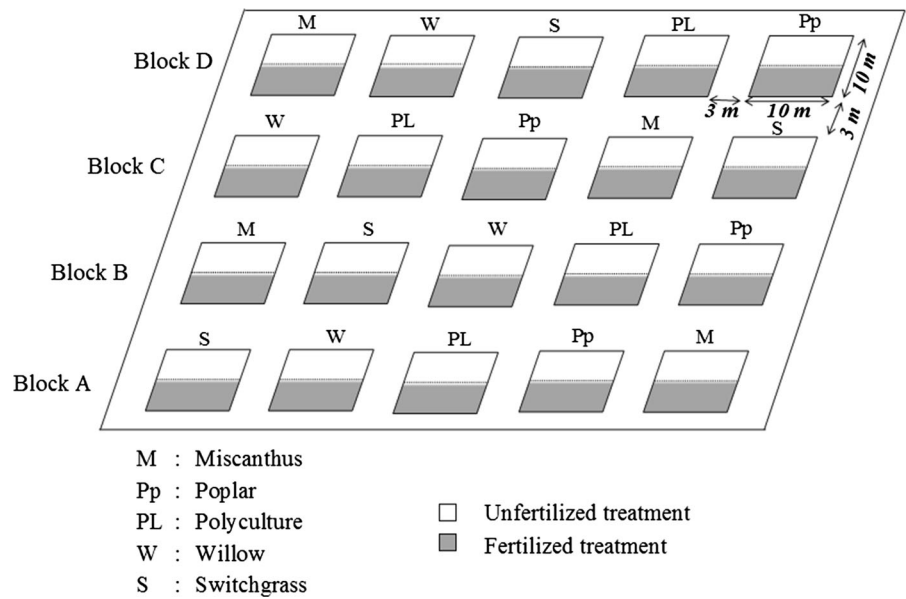 M W S PL Pp
Block D
10 m
3 m 10 m
3 m
W PL Pp M S
Block C
M S W PL Pp
Block B
S W PL Pp M
Block A
M : Miscanthus
Pp : Poplar
PL : Polyculture
W : Willow
S : Switchgrass
Unfertilized treatment
Fertilized treatment